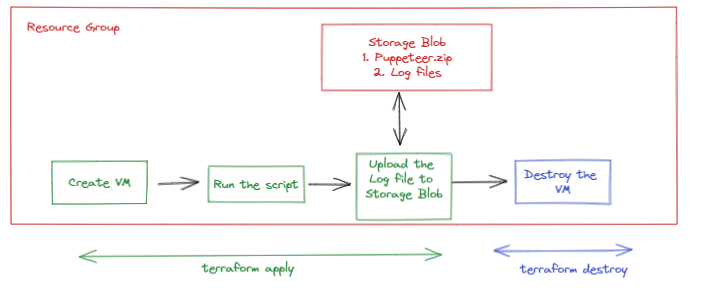 Resource Group
Storage Blob
1. Puppeteer.zip
2. Log files
Create VM
Run the script
Upload the
Log file to
Storage Blob
Destroy the
VM
terraform apply
terraform destroy